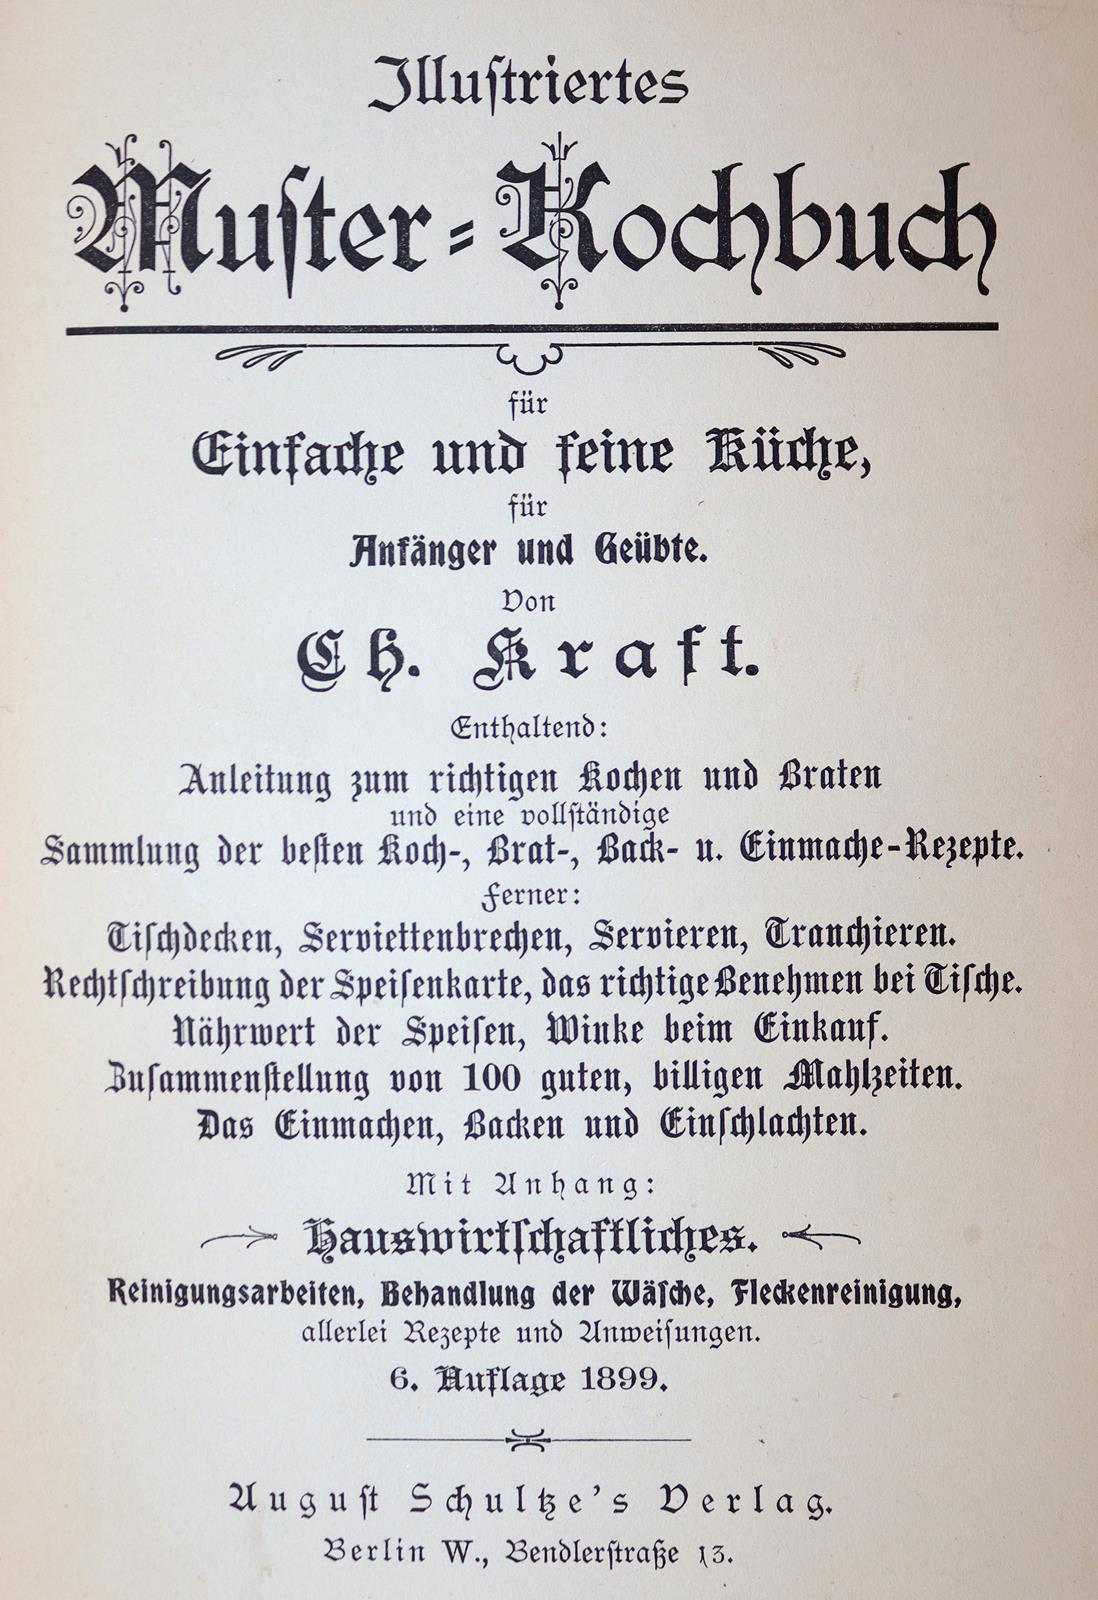 Illustriertes
Muster-Kochbuch
für
Einfache und feine Küche,
für
Anfänger und Geübte.
Von
Ch. Kraft.
Enthaltend:
Anleitung zum richtigen Kochen und Braten
und eine vollständige
Sammlung der besten Koch-, Brat-, Back- u. Einmache-Rezepte.
Ferner:
Tischdecken, Serviettenbrechen, Servieren, Tranchieren.
Rechtschreibung der Speisenkarte, das richtige Benehmen bei Tische.
Nährwert der Speisen, Winke beim Einkauf.
Zusammenstellung von 100 guten, billigen Mahlzeiten.
Das Einmachen, Backen und Einschlachten.
Mit Anhang:
Hauswirtschaftliches.
Reinigungsarbeiten, Behandlung der Wäsche, Fleckenreinigung,
allerlei Rezepte und Anweisungen.
6. Auflage 1899.
August Schultze's Verlag.
Berlin W., Bendlerstraße 13.